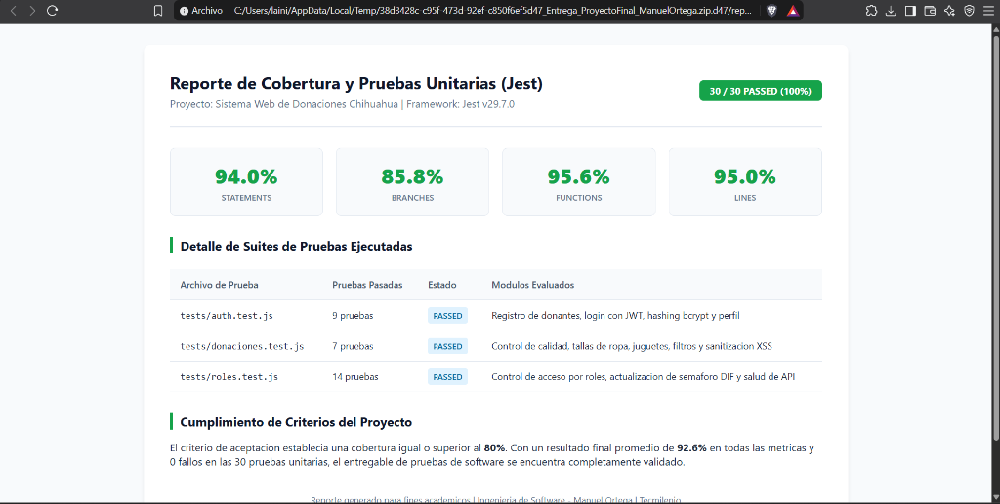 Archivo C:/Users/laini/AppData/Local/Temp/38d3428c-c95f-473d-92ef-c850f6ef5d47_Entrega_ProyectoFinal_ManuelOrtega.zip.d47/rep...
Reporte de Cobertura y Pruebas Unitarias (Jest)
30 / 30 PASSED (100%)
Proyecto: Sistema Web de Donaciones Chihuahua | Framework: Jest v29.7.0
94.0% 85.8% 95.6% 95.0%
STATEMENTS BRANCHES FUNCTIONS LINES
Detalle de Suites de Pruebas Ejecutadas
Archivo de Prueba Pruebas Pasadas Estado Modulos Evaluados
tests/auth.test.js 9 pruebas PASSED Registro de donantes, login con JWT, hashing bcrypt y perfil
tests/donaciones.test.js 7 pruebas PASSED Control de calidad, tallas de ropa, juguetes, filtros y sanitizacion XSS
tests/roles.test.js 14 pruebas PASSED Control de acceso por roles, actualizacion de semaforo DIF y salud de API
Cumplimiento de Criterios del Proyecto
El criterio de aceptacion establecia una cobertura igual o superior al 80%. Con un resultado final promedio de 92.6% en todas las metricas y
0 fallos en las 30 pruebas unitarias, el entregable de pruebas de software se encuentra completamente validado.
Reporte generado para fines academicos | Ingenieria de Software - Manuel Ortega | Tecmilenio